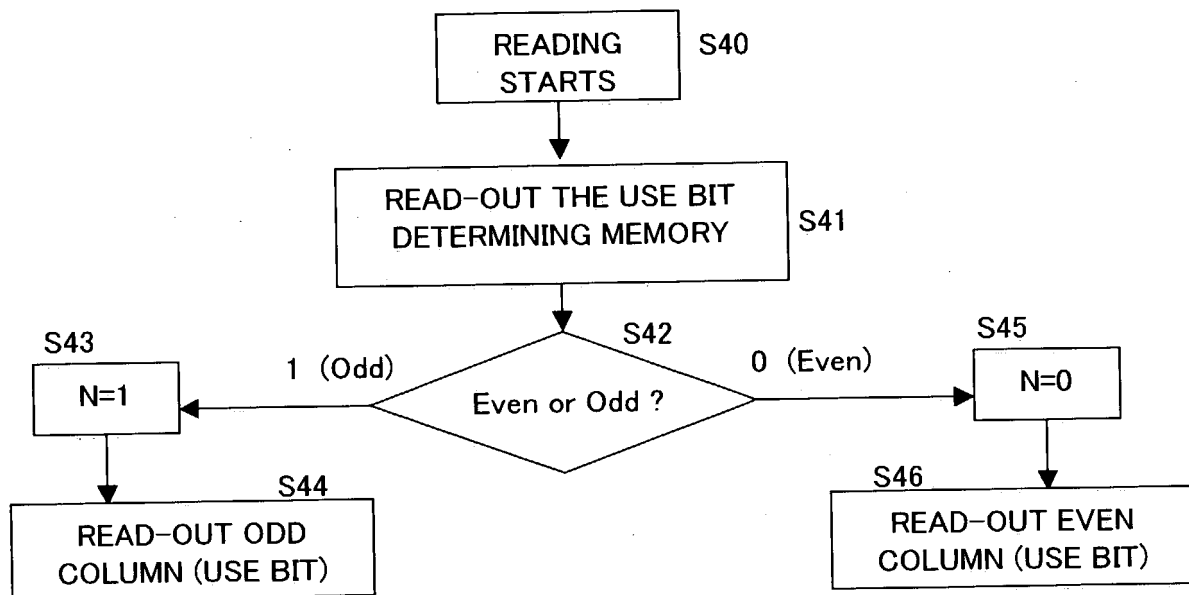 READING
STARTS
S40
READ-OUT THE USE BIT
DETERMINING MEMORY
S41
S42
Even or Odd ?
1 (Odd)
0 (Even)
S43
N=1
S45
N=0
S44
READ-OUT ODD
COLUMN (USE BIT)
S46
READ-OUT EVEN
COLUMN (USE BIT)